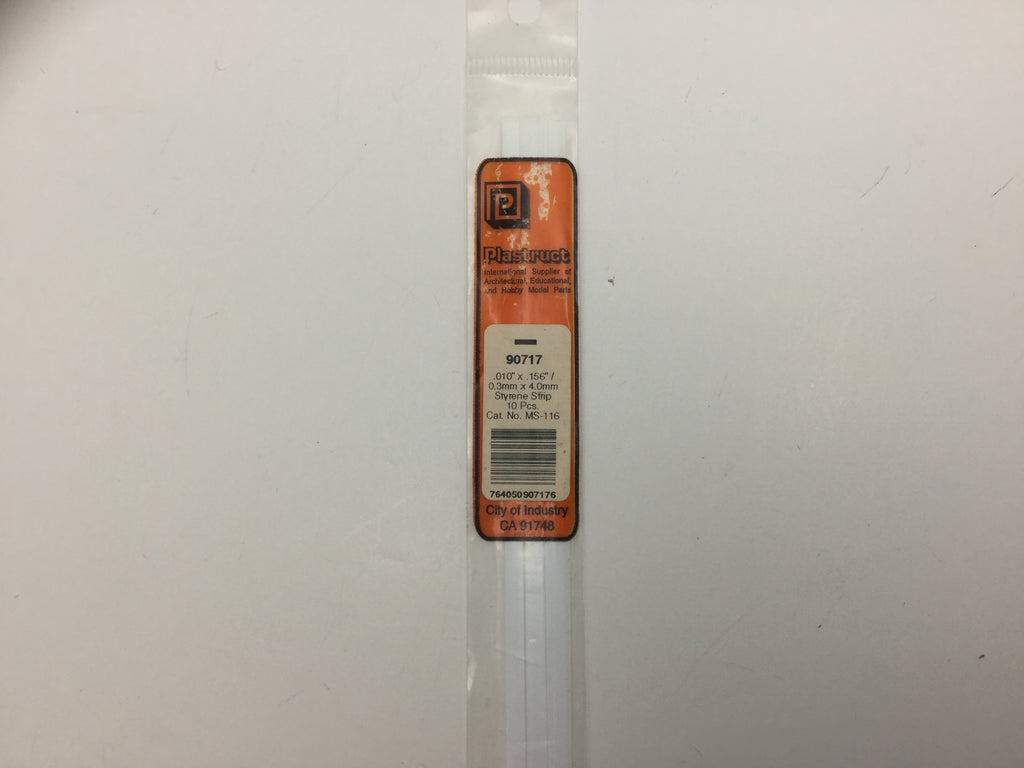 P
Plastruct
International Supplier of
Architectural, Educational,
and Hobby Model Parts
90717
.010" x .156" /
0.3mm x 4.0mm
Styrene Strip
10 Pcs.
Cat. No. MS-116
764050907176
City of Industry
CA 91748